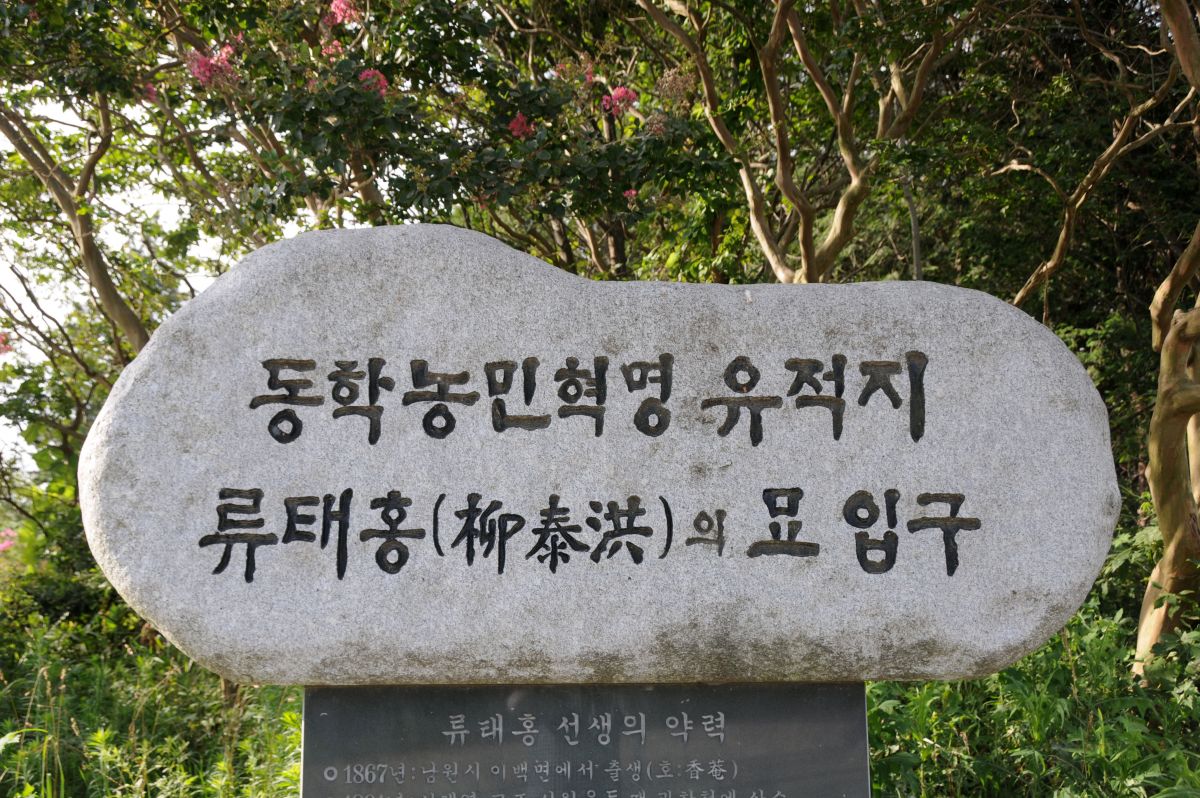 동학농민혁명 유적지
류태홍(柳泰洪)의 묘 입구
류태홍 선생의 약력
1867년:남원시 이백면에서 출생(호:香菴)